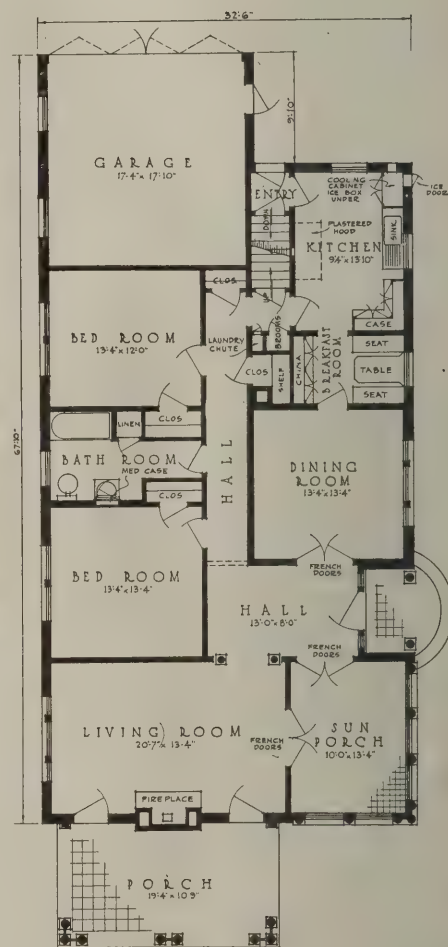 32'-6"
9'-10"
GARAGE
17'-4" x 17'-10"
ENTRY
DOWN
COOLING
CABINET
ICE BOX
UNDER
ICE
DOOR
PLASTERED
HOOD
SINK
KITCHEN
9'4" x 13'10"
CLOS
UP
BROOMS
CASE
BED ROOM
13'-4" x 12'0"
LAUNDRY
CHUTE
CLOS
SHELF
CHINA
BREAKFAST
ROOM
SEAT
TABLE
SEAT
67'-10"
LINEN
CLOS
BATH ROOM
MED CASE
CLOS
HALL
DINING
ROOM
13'4" x 13'4"
BED ROOM
13'4" x 13'-4"
FRENCH
DOORS
HALL
13'-0" x 8'-0"
FRENCH
DOORS
LIVING ROOM
20'-7" x 13'-4"
FRENCH
DOORS
SUN
PORCH
10'0" x 13'-4"
FIREPLACE
PORCH
19'-4" x 10'9"